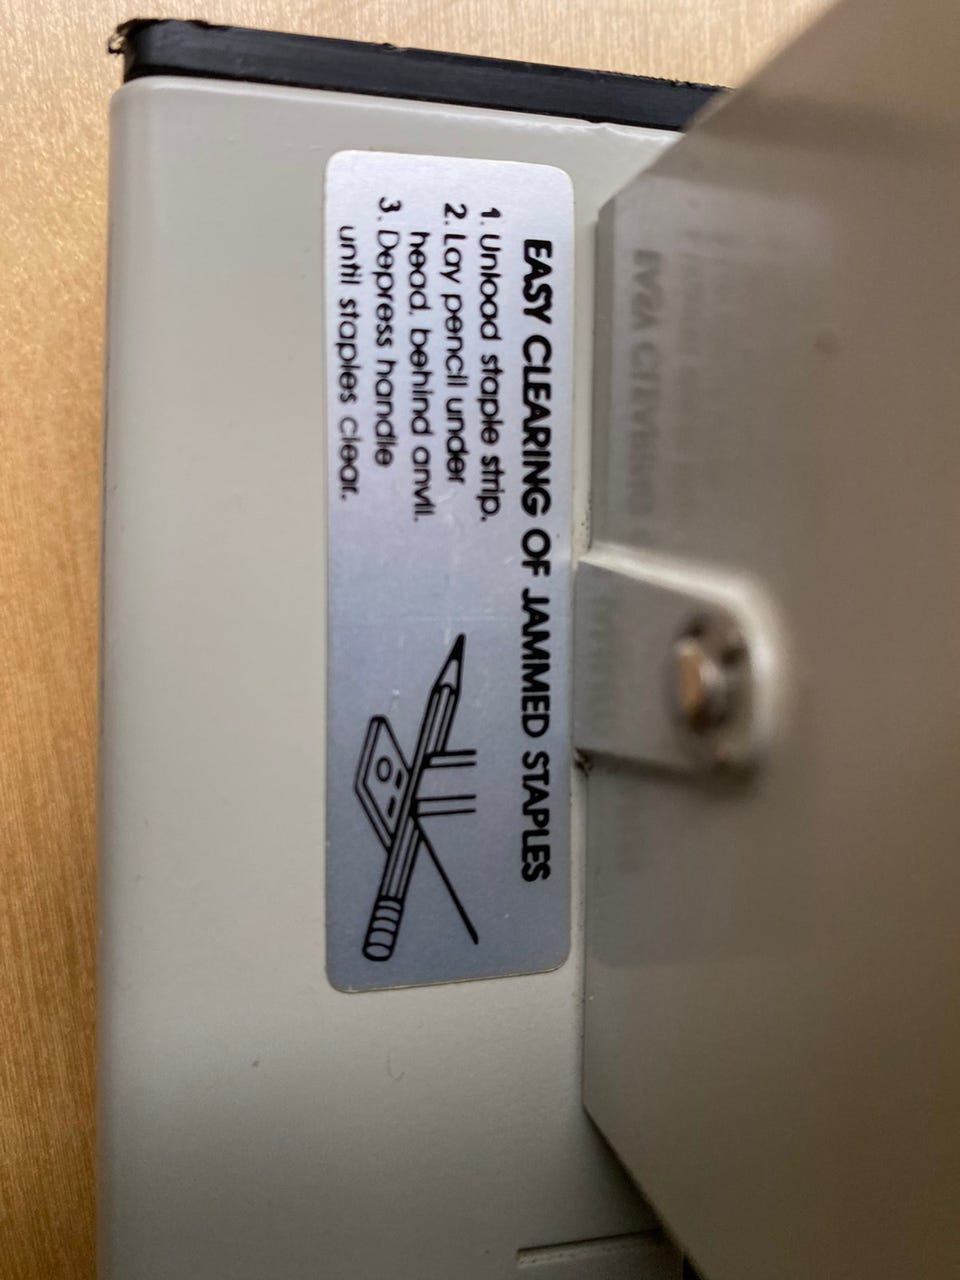 EASY CLEARING OF JAMMED STAPLES
1. Unload staple strip.
2. Lay pencil under
head, behind anvil.
3. Depress handle
until staples clear.